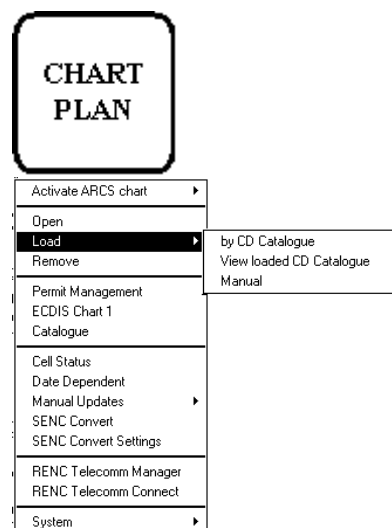 CHART
PLAN
Activate ARCS chart
Open
Load
by CD Catalogue
View loaded CD Catalogue
Manual
Remove
Permit Management
ECDIS Chart 1
Catalogue
Cell Status
Date Dependent
Manual Updates
SENC Convert
SENC Convert Settings
RENC Telecomm Manager
RENC Telecomm Connect
System